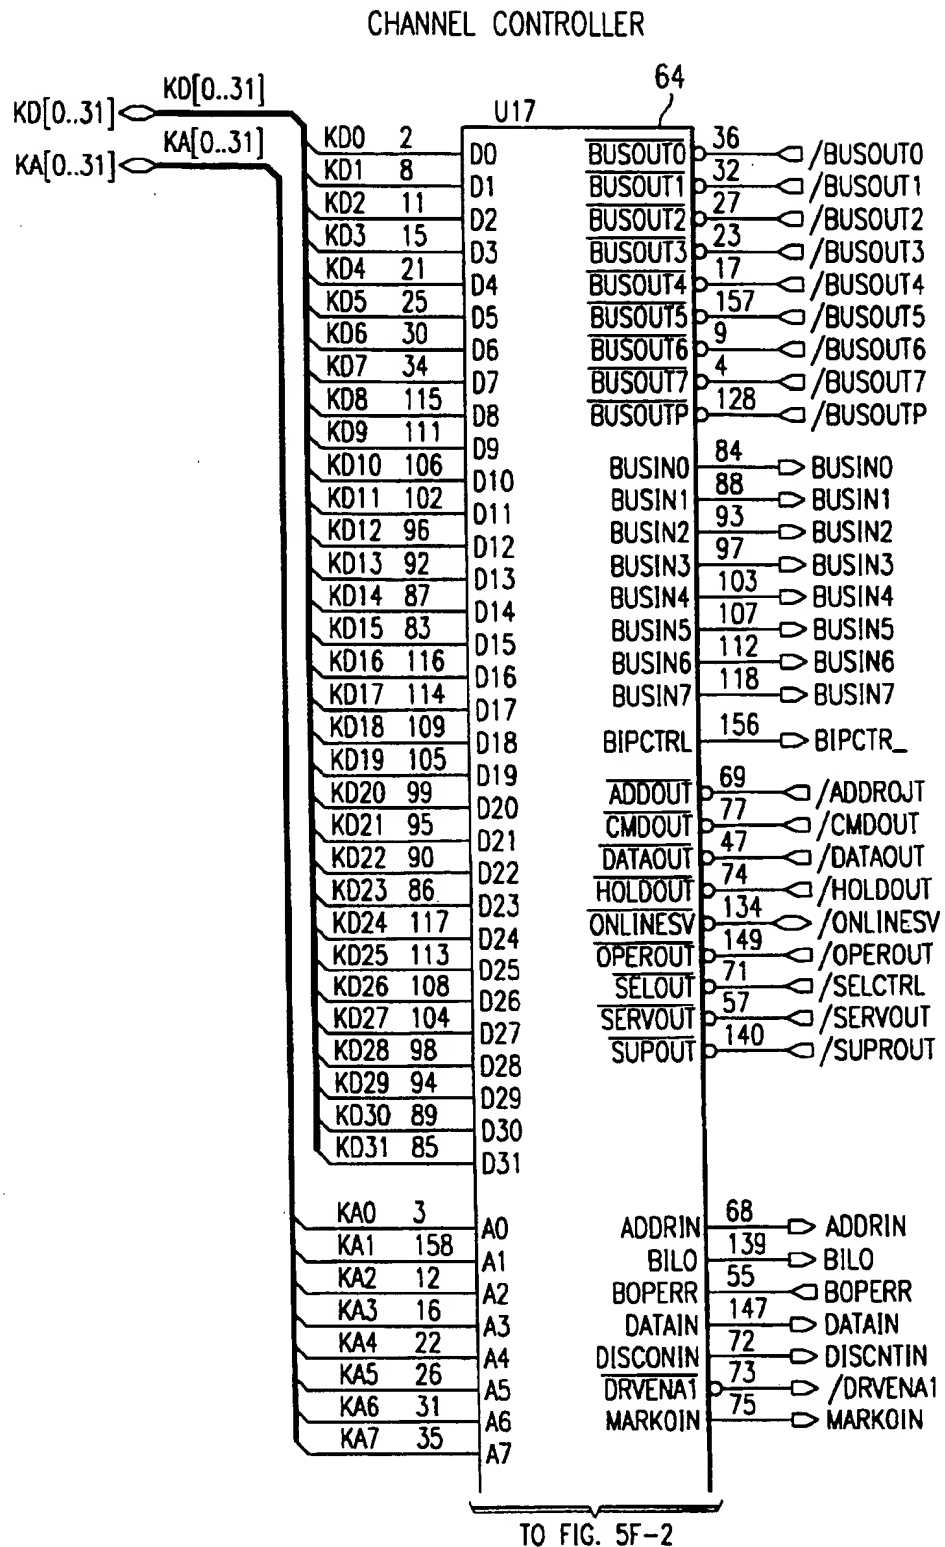 CHANNEL CONTROLLER
64
KD[0..31] KD[0..31]
KA[0..31] KA[0..31]
U17
KD0 2 D0 BUSOUT0 36 /BUSOUT0
KD1 8 D1 BUSOUT1 32 /BUSOUT1
KD2 11 D2 BUSOUT2 27 /BUSOUT2
KD3 15 D3 BUSOUT3 23 /BUSOUT3
KD4 21 D4 BUSOUT4 17 /BUSOUT4
KD5 25 D5 BUSOUT5 157 /BUSOUT5
KD6 30 D6 BUSOUT6 9 /BUSOUT6
KD7 34 D7 BUSOUT7 4 /BUSOUT7
KD8 115 D8 BUSOUTP 128 /BUSOUTP
KD9 111 D9
KD10 106 D10 BUSIN0 84 BUSIN0
KD11 102 D11 BUSIN1 88 BUSIN1
KD12 96 D12 BUSIN2 93 BUSIN2
KD13 92 D13 BUSIN3 97 BUSIN3
KD14 87 D14 BUSIN4 103 BUSIN4
KD15 83 D15 BUSIN5 107 BUSIN5
KD16 116 D16 BUSIN6 112 BUSIN6
KD17 114 D17 BUSIN7 118 BUSIN7
KD18 109 D18 BIPCTRL 156 BIPCTR_
KD19 105 D19
KD20 99 D20 ADDOUT 69 /ADDROJT
KD21 95 D21 CMDOUT 77 /CMDOUT
KD22 90 D22 DATAOUT 47 /DATAOUT
KD23 86 D23 HOLDOUT 74 /HOLDOUT
KD24 117 D24 ONLINESV 134 /ONLINESV
KD25 113 D25 OPEROUT 149 /OPEROUT
KD26 108 D26 SELOUT 71 /SELCTRL
KD27 104 D27 SERVOUT 57 /SERVOUT
KD28 98 D28 SUPOUT 140 /SUPROUT
KD29 94 D29
KD30 89 D30
KD31 85 D31
KA0 3 A0 ADDRIN 68 ADDRIN
KA1 158 A1 BILO 139 BILO
KA2 12 A2 BOPERR 55 BOPERR
KA3 16 A3 DATAIN 147 DATAIN
KA4 22 A4 DISCONIN 72 DISCNTIN
KA5 26 A5 DRVENA1 73 /DRVENA1
KA6 31 A6 MARKOIN 75 MARKOIN
KA7 35 A7
TO FIG. 5F-2